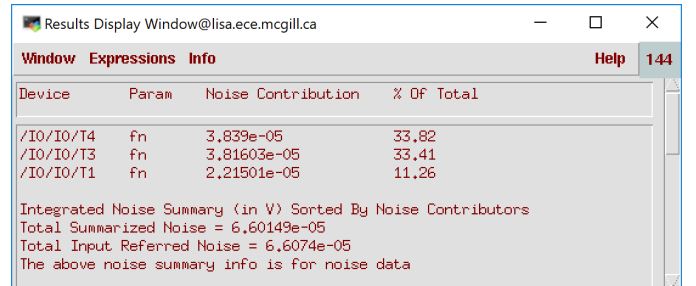 Results Display Window@lisa.ece.mcgill.ca
Window Expressions Info Help 144
Device Param Noise Contribution % Of Total
/I0/I0/T4 fn 3.839e-05 33.82
/I0/I0/T3 fn 3.81603e-05 33.41
/I0/I0/T1 fn 2.21501e-05 11.26
Integrated Noise Summary (in V) Sorted By Noise Contributors
Total Summarized Noise = 6.60149e-05
Total Input Referred Noise = 6.6074e-05
The above noise summary info is for noise data